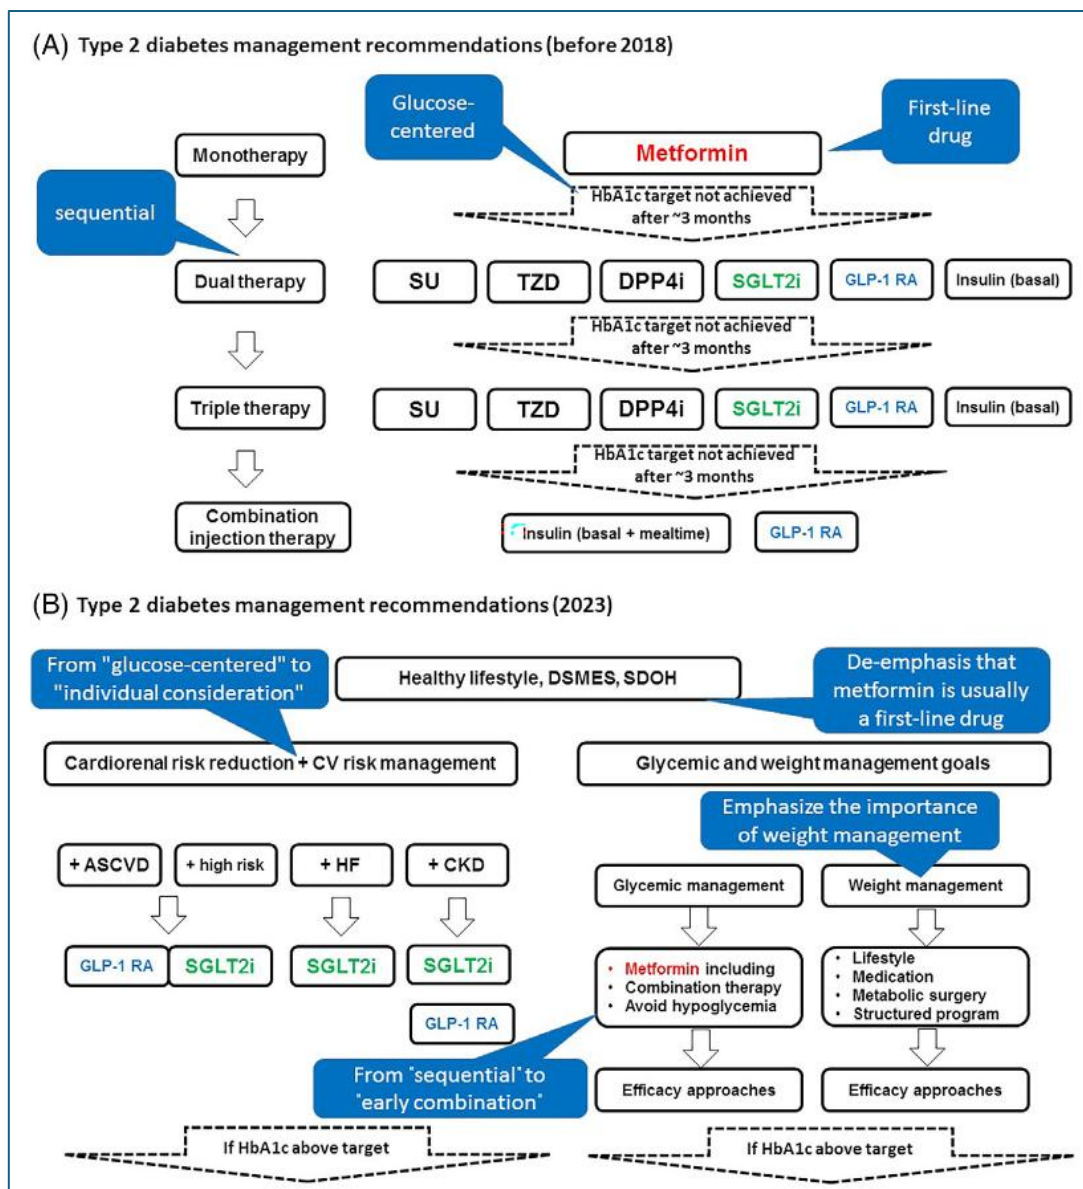 (A) Type 2 diabetes management recommendations (before 2018)
Glucose-
centered
First-line
drug
Monotherapy
Metformin
sequential
HbA1c target not achieved
after ~3 months
Dual therapy
SU
TZD
DPP4i
SGLT2i
GLP-1 RA
Insulin (basal)
HbA1c target not achieved
after ~3 months
Triple therapy
SU
TZD
DPP4i
SGLT2i
GLP-1 RA
Insulin (basal)
HbA1c target not achieved
after ~3 months
Combination
injection therapy
Insulin (basal + mealtime)
GLP-1 RA
(B) Type 2 diabetes management recommendations (2023)
From "glucose-centered" to
"individual consideration"
Healthy lifestyle, DSMES, SDOH
De-emphasis that
metformin is usually
a first-line drug
Cardiorenal risk reduction + CV risk management
Glycemic and weight management goals
Emphasize the importance
of weight management
+ ASCVD
+ high risk
+ HF
+ CKD
Glycemic management
Weight management
GLP-1 RA
SGLT2i
SGLT2i
SGLT2i
GLP-1 RA
• Metformin including
• Combination therapy
• Avoid hypoglycemia
• Lifestyle
• Medication
• Metabolic surgery
• Structured program
From "sequential" to
"early combination"
Efficacy approaches
Efficacy approaches
If HbA1c above target
If HbA1c above target